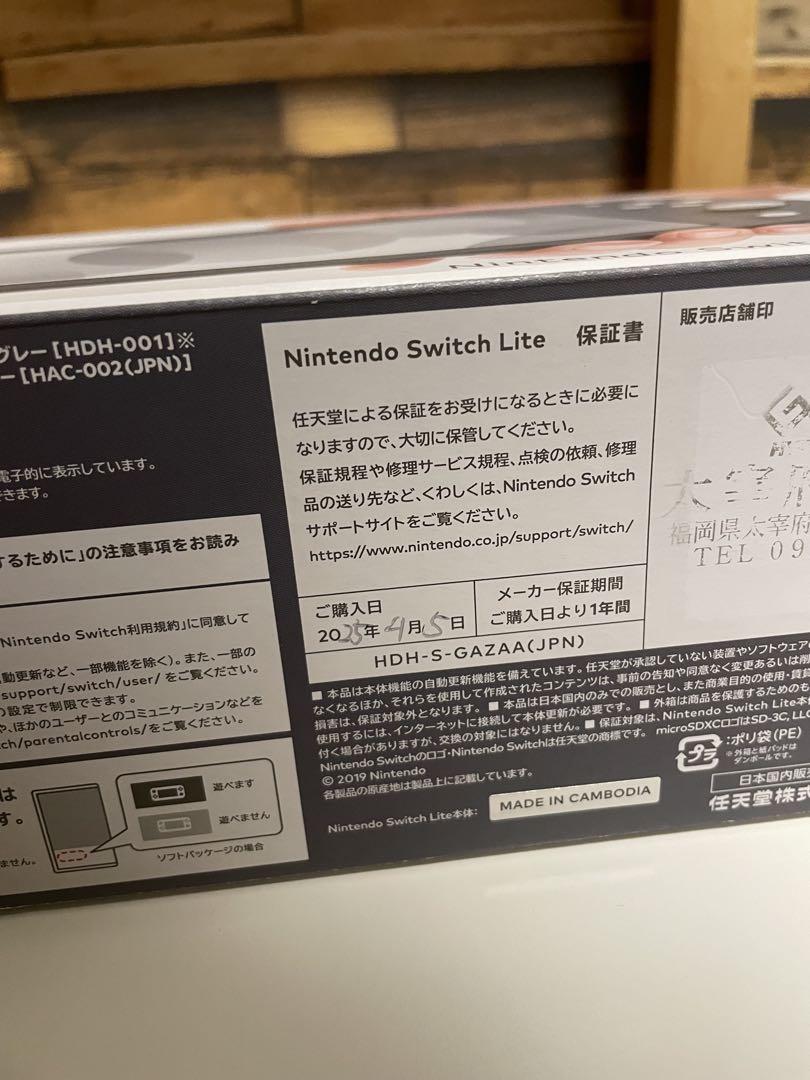 Nintendo Switch
グレー[HDH-001]※
ー[HAC-002(JPN)]
電子的に表示しています。
できます。
するために」の注意事項をお読み
Nintendo Switch利用規約」に同意して
動更新など、一部機能を除く)。また、一部の
support/switch/user/ をご覧ください。
の設定で制限できます。
や、ほかのユーザーとのコミュニケーションなどを
ch/parentalcontrols/ をご覧ください。
は
す。
ません。
遊べます
遊べません
ソフトパッケージの場合
Nintendo Switch Lite 保証書
任天堂による保証をお受けになるときに必要に
なりますので、大切に保管してください。
保証規程や修理サービス規程、点検の依頼、修理
品の送り先など、くわしくは、Nintendo Switch
サポートサイトをご覧ください。
https://www.nintendo.co.jp/support/switch/
ご購入日
2025年4月5日
メーカー保証期間
ご購入日より1年間
HDH-S-GAZAA(JPN)
販売店舗印
太宰府
福岡県太宰府
TEL 09
■ 本品は本体機能の自動更新機能を備えています。任天堂が承認していない装置やソフトウェアの
なくなるほか、それらを使用して作成されたコンテンツは、事前の告知や同意なく変更あるいは削
損害は、保証対象外となります。 ■ 本品は日本国内のみでの販売とし、また商業目的の使用・賃貸
使用するには、インターネットに接続して本体更新が必要です。 ■ 外箱は商品を保護するためのもの
付く場合がありますが、交換の対象にはなりません。 ■ 保証対象は、Nintendo Switch Lite本体
Nintendo Switchのロゴ・Nintendo Switchは任天堂の商標です。 microSDXCロゴはSD-3C, LLC
© 2019 Nintendo
各製品の原産地は製品上に記載しています。
Nintendo Switch Lite本体:
MADE IN CAMBODIA
プラ
:ポリ袋(PE)
※外箱と紙パッドは
ダンボールです。
日本国内販売
任天堂株式